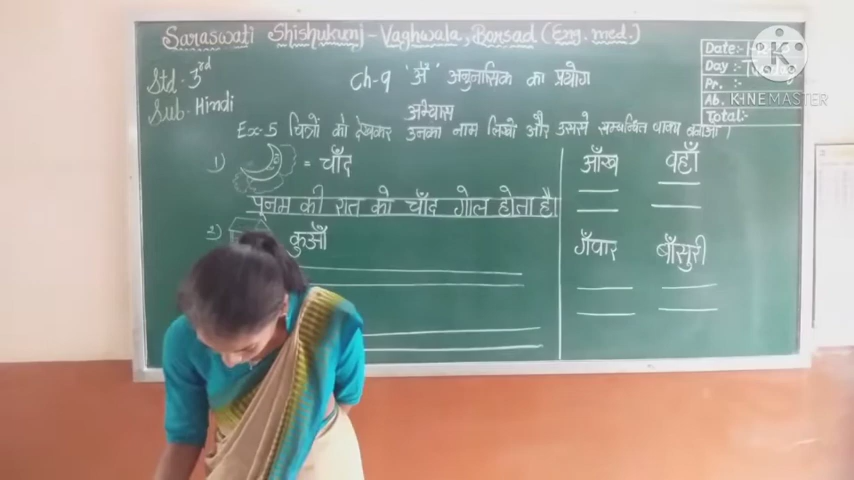 Saraswati Shishukunj - Vaghwala, Borsad (Eng. med.)
Date:-
Day :-
Pr. :-
Ab.
Total:-
KINEMASTER
Std - 3rd
Sub - Hindi
Ch-9 'अँ' अनुनासिक का प्रयोग
अभ्यास
Ex-5 चित्रों को देखकर उनका नाम लिखो और उससे सम्बन्धित वाक्य बनाओ।
1) = चाँद
पूनम की रात को चाँद गोल होता है।
2) कुआँ
आँख वहाँ
गँवार बाँसुरी